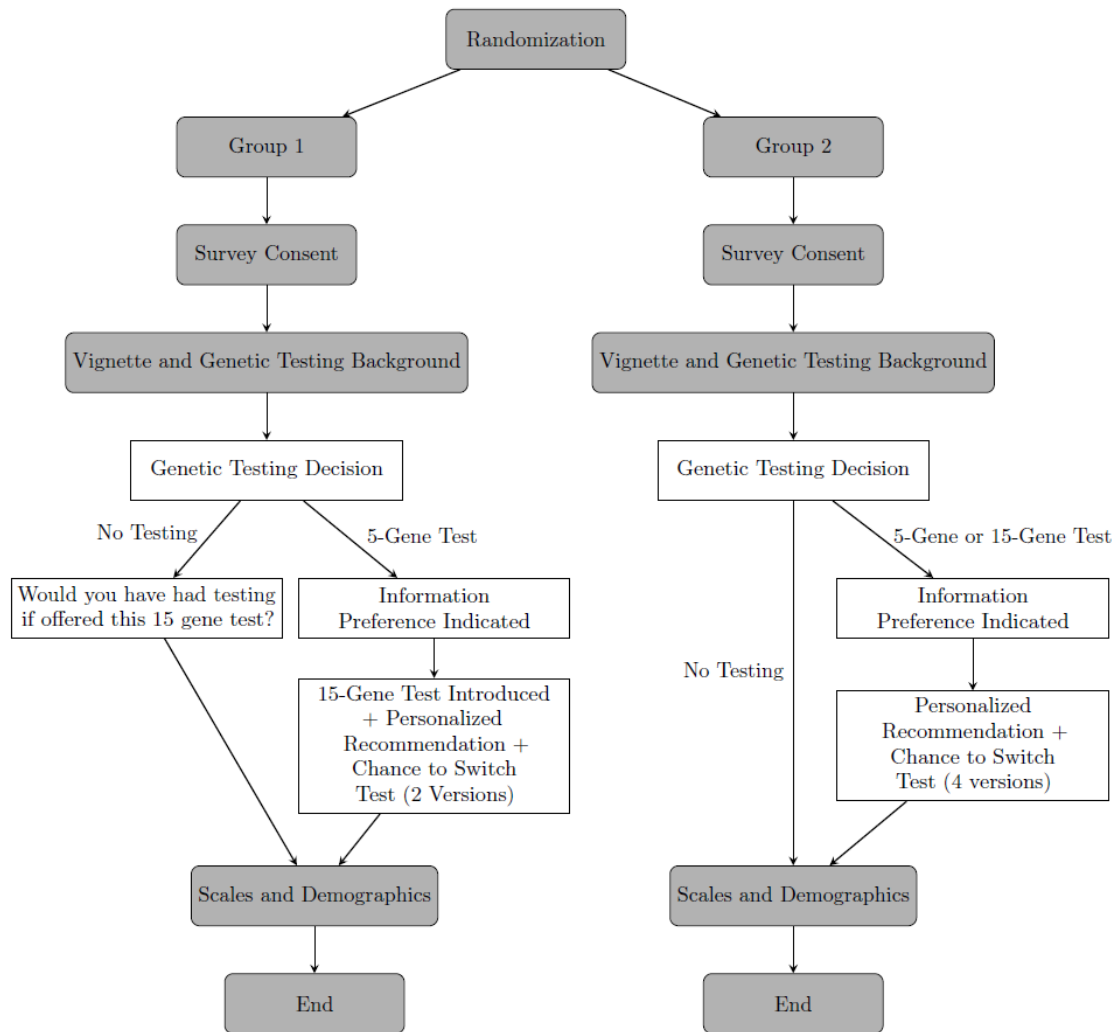 Randomization
Group 1
Group 2
Survey Consent
Survey Consent
Vignette and Genetic Testing Background
Vignette and Genetic Testing Background
Genetic Testing Decision
Genetic Testing Decision
No Testing
5-Gene Test
5-Gene or 15-Gene Test
Would you have had testing
if offered this 15 gene test?
Information
Preference Indicated
Information
Preference Indicated
No Testing
15-Gene Test Introduced
+ Personalized
Recommendation +
Chance to Switch
Test (2 Versions)
Personalized
Recommendation +
Chance to Switch
Test (4 versions)
Scales and Demographics
Scales and Demographics
End
End